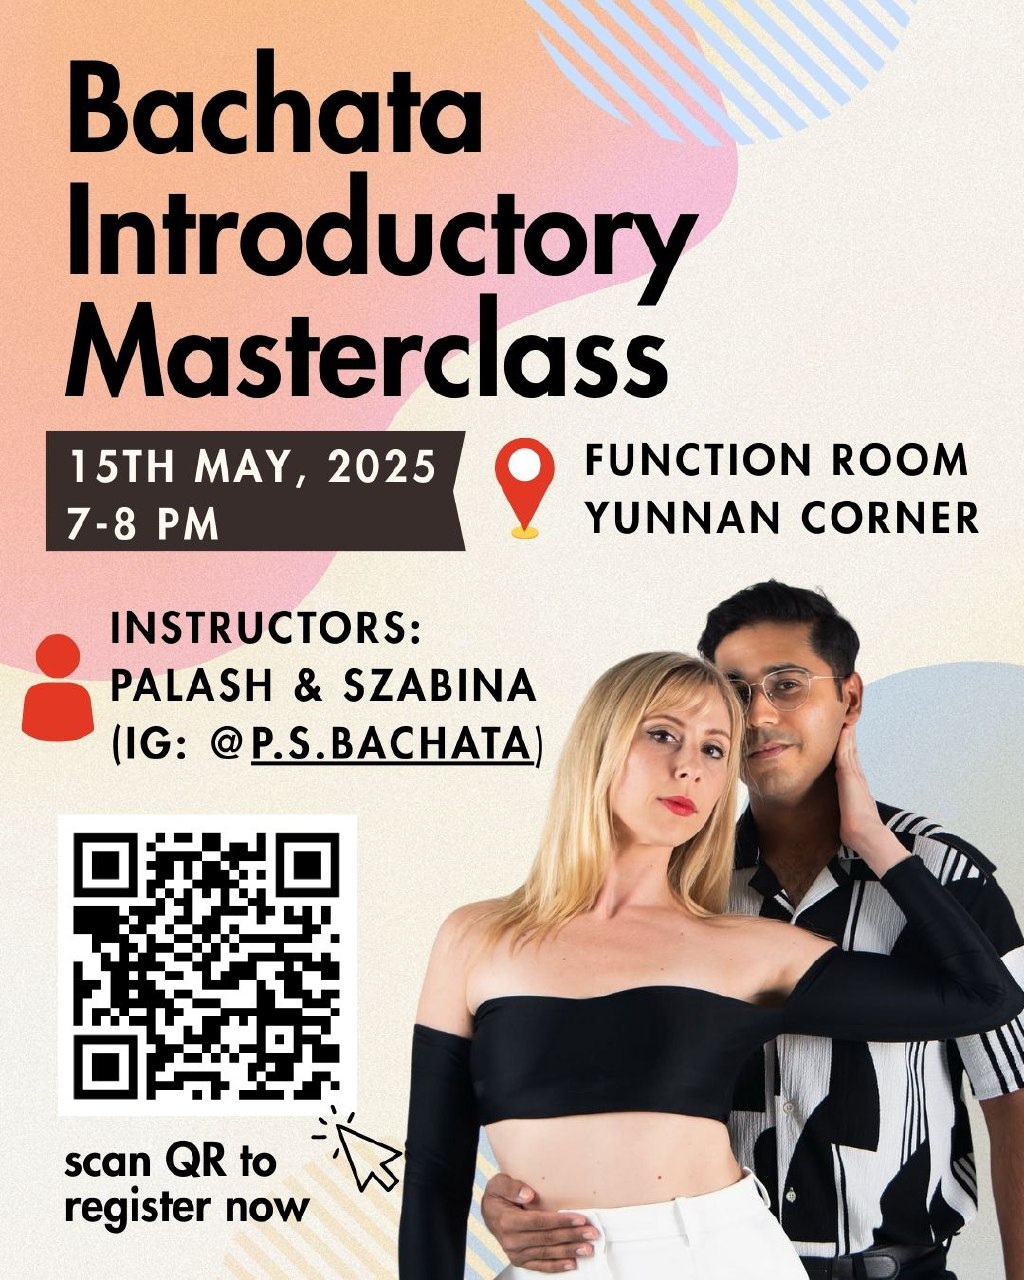 Bachata
Introductory
Masterclass
15TH MAY, 2025
7-8 PM
FUNCTION ROOM
YUNNAN CORNER
INSTRUCTORS:
PALASH & SZABINA
(IG: @P.S.BACHATA)
scan QR to
register now